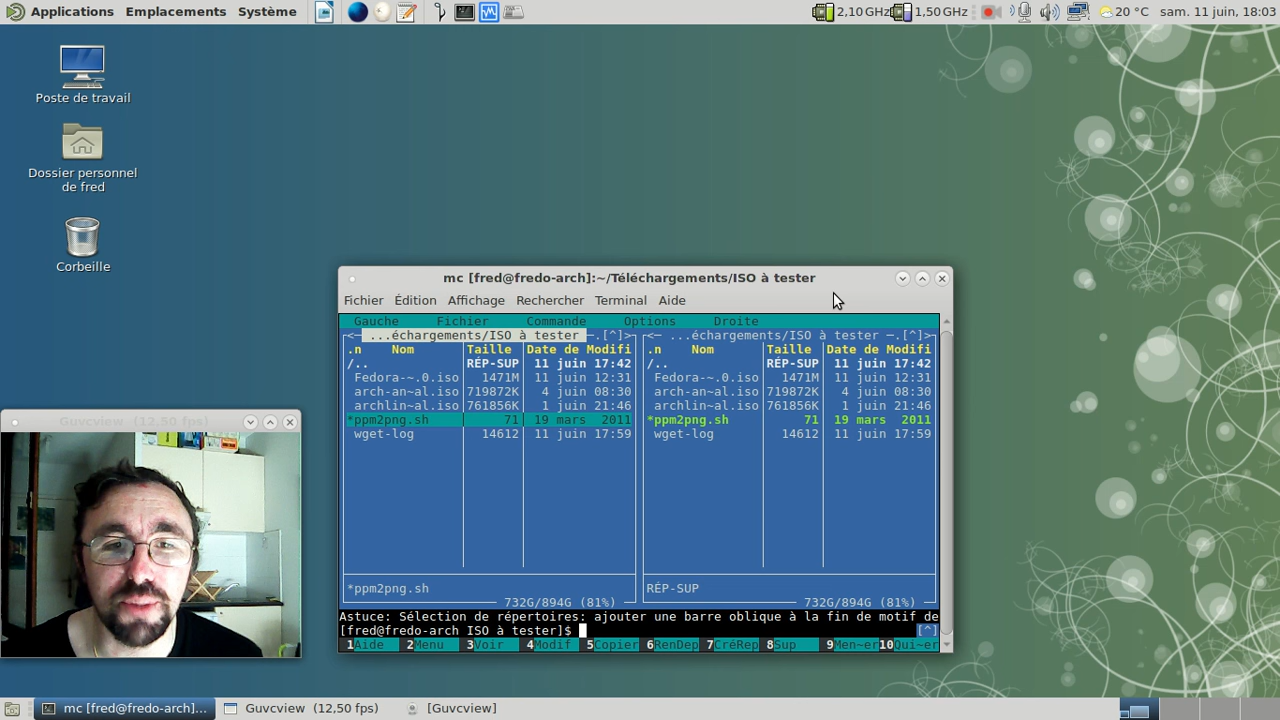 Applications Emplacements Système 2,10 GHz 1,50 GHz 20 °C sam. 11 juin, 18:03
Poste de travail
Dossier personnel
de fred
Corbeille
mc [fred@fredo-arch]:~/Téléchargements/ISO à tester
Fichier Édition Affichage Rechercher Terminal Aide
Gauche Fichier Commande Options Droite
<─ ...échargements/ISO à tester ─.[^]> <─ ...échargements/ISO à tester ─.[^]>
.n Nom Taille Date de Modifi .n Nom Taille Date de Modifi
/.. RÉP-SUP 11 juin 17:42 /.. RÉP-SUP 11 juin 17:42
Fedora-~.0.iso 1471M 11 juin 12:31 Fedora-~.0.iso 1471M 11 juin 12:31
arch-an~al.iso 719872K 4 juin 08:30 arch-an~al.iso 719872K 4 juin 08:30
archlin~al.iso 761856K 1 juin 21:46 archlin~al.iso 761856K 1 juin 21:46
*ppm2png.sh 71 19 mars 2011 *ppm2png.sh 71 19 mars 2011
wget-log 14612 11 juin 17:59 wget-log 14612 11 juin 17:59
*ppm2png.sh RÉP-SUP
732G/894G (81%) 732G/894G (81%)
Astuce: Sélection de répertoires: ajouter une barre oblique à la fin de motif de
[fred@fredo-arch ISO à tester]$ [^]
1Aide 2Menu 3Voir 4Modif 5Copier 6RenDep 7CréRep 8Sup 9Men~er 10Qui~er
Guvcview (12,50 fps)
mc [fred@fredo-arch]... Guvcview (12,50 fps) [Guvcview]